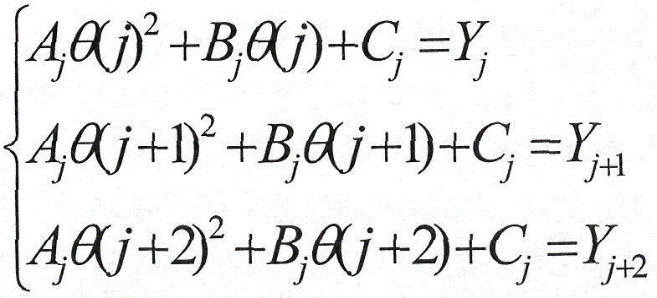 A_jθ(j)²+B_jθ(j)+C_j=Y_j
A_jθ(j+1)²+B_jθ(j+1)+C_j=Y_{j+1}
A_jθ(j+2)²+B_jθ(j+2)+C_j=Y_{j+2}